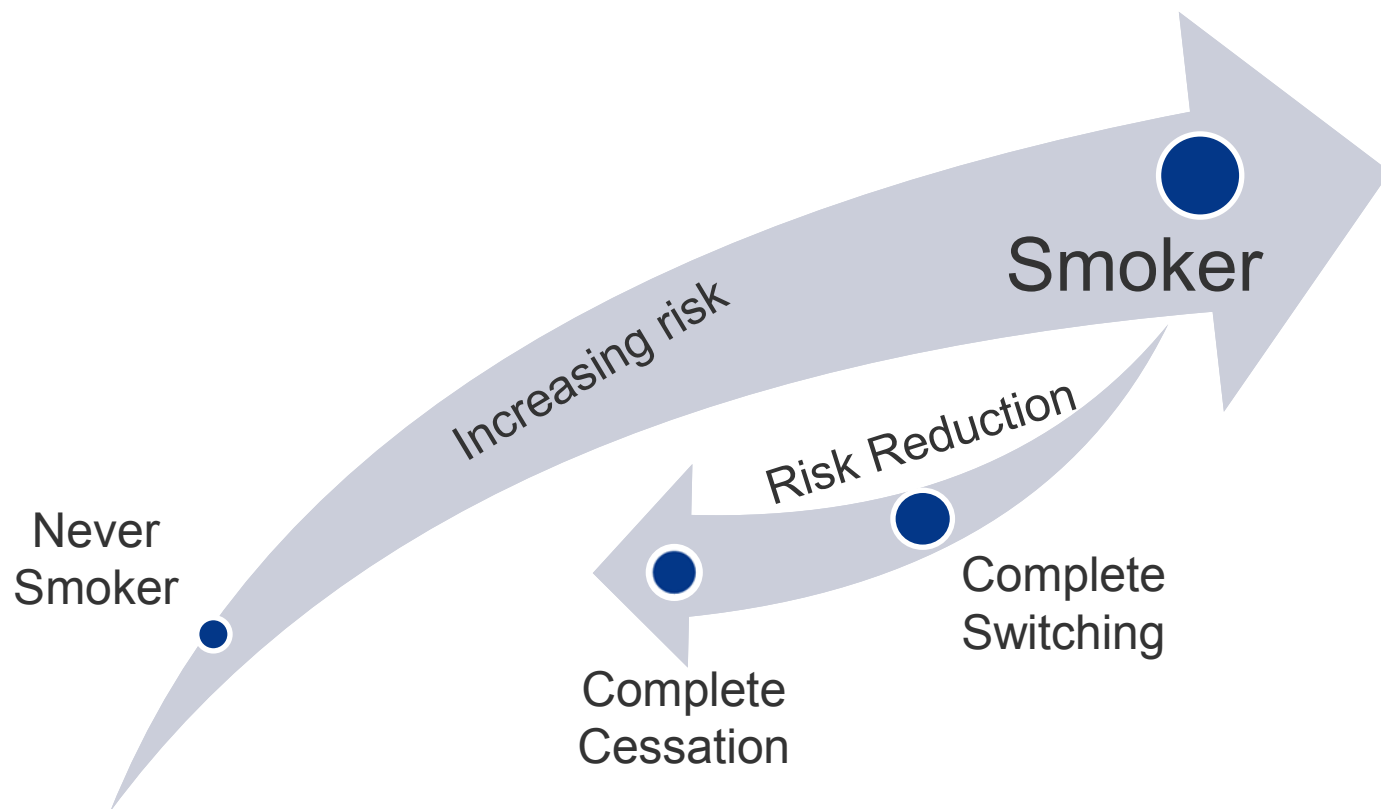 Smoker
Increasing risk
Risk Reduction
Never
Smoker
Complete
Switching
Complete
Cessation